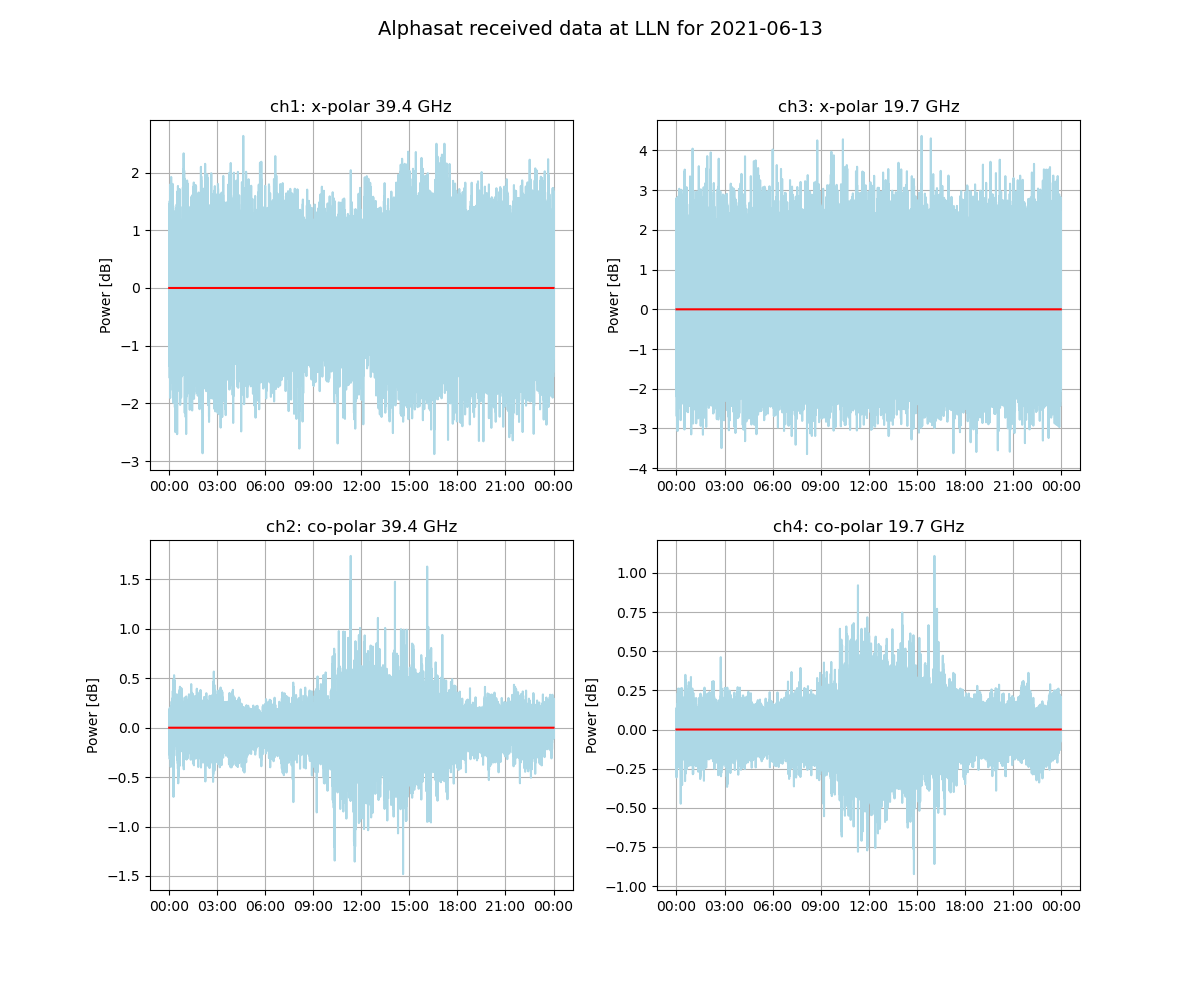 Alphasat received data at LLN for 2021-06-13
ch1: x-polar 39.4 GHz
Power [dB]
2
1
0
−1
−2
−3
00:00 03:00 06:00 09:00 12:00 15:00 18:00 21:00 00:00
ch3: x-polar 19.7 GHz
Power [dB]
4
3
2
1
0
−1
−2
−3
−4
00:00 03:00 06:00 09:00 12:00 15:00 18:00 21:00 00:00
ch2: co-polar 39.4 GHz
Power [dB]
1.5
1.0
0.5
0.0
−0.5
−1.0
−1.5
00:00 03:00 06:00 09:00 12:00 15:00 18:00 21:00 00:00
ch4: co-polar 19.7 GHz
Power [dB]
1.00
0.75
0.50
0.25
0.00
−0.25
−0.50
−0.75
−1.00
00:00 03:00 06:00 09:00 12:00 15:00 18:00 21:00 00:00